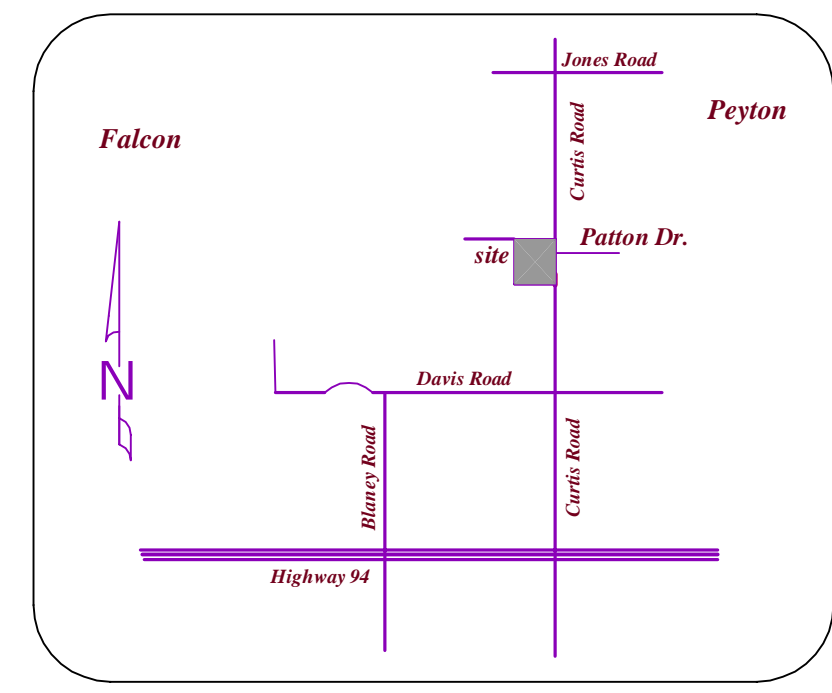 Jones Road
Peyton
Falcon
Curtis Road
Patton Dr.
site
N
Davis Road
Blaney Road
Curtis Road
Highway 94